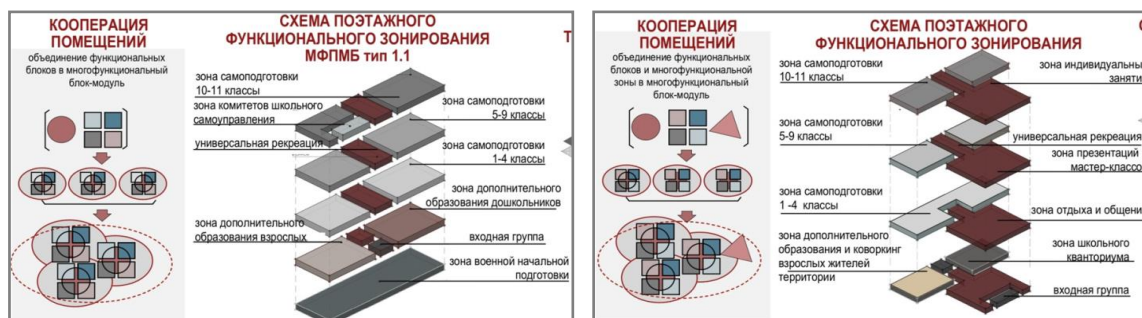 КООПЕРАЦИЯ
ПОМЕЩЕНИЙ
объединение функциональных
блоков в многофункциональный
блок-модуль
СХЕМА ПОЭТАЖНОГО
ФУНКЦИОНАЛЬНОГО ЗОНИРОВАНИЯ
МФПМБ тип 1.1
Т
зона самоподготовки
10-11 классы
зона комитетов школьного
самоуправления
универсальная рекреация
зона дополнительного
образования взрослых
зона самоподготовки
5-9 классы
зона самоподготовки
1-4 классы
зона дополнительного
образования дошкольников
входная группа
зона военной начальной
подготовки
КООПЕРАЦИЯ
ПОМЕЩЕНИЙ
объединение функциональных
блоков и многофункциональной
зоны в многофункциональный
блок-модуль
СХЕМА ПОЭТАЖНОГО
ФУНКЦИОНАЛЬНОГО ЗОНИРОВАНИЯ
зона самоподготовки
10-11 классы
зона самоподготовки
5-9 классы
зона самоподготовки
1 -4 классы
зона дополнительного
образования и коворкинг
взрослых жителей
территории
зона индивидуальны
заняти
универсальная рекреация
зона презентаций
мастер-классо
зона отдыха и общени
зона школьного
кванториума
входная группа